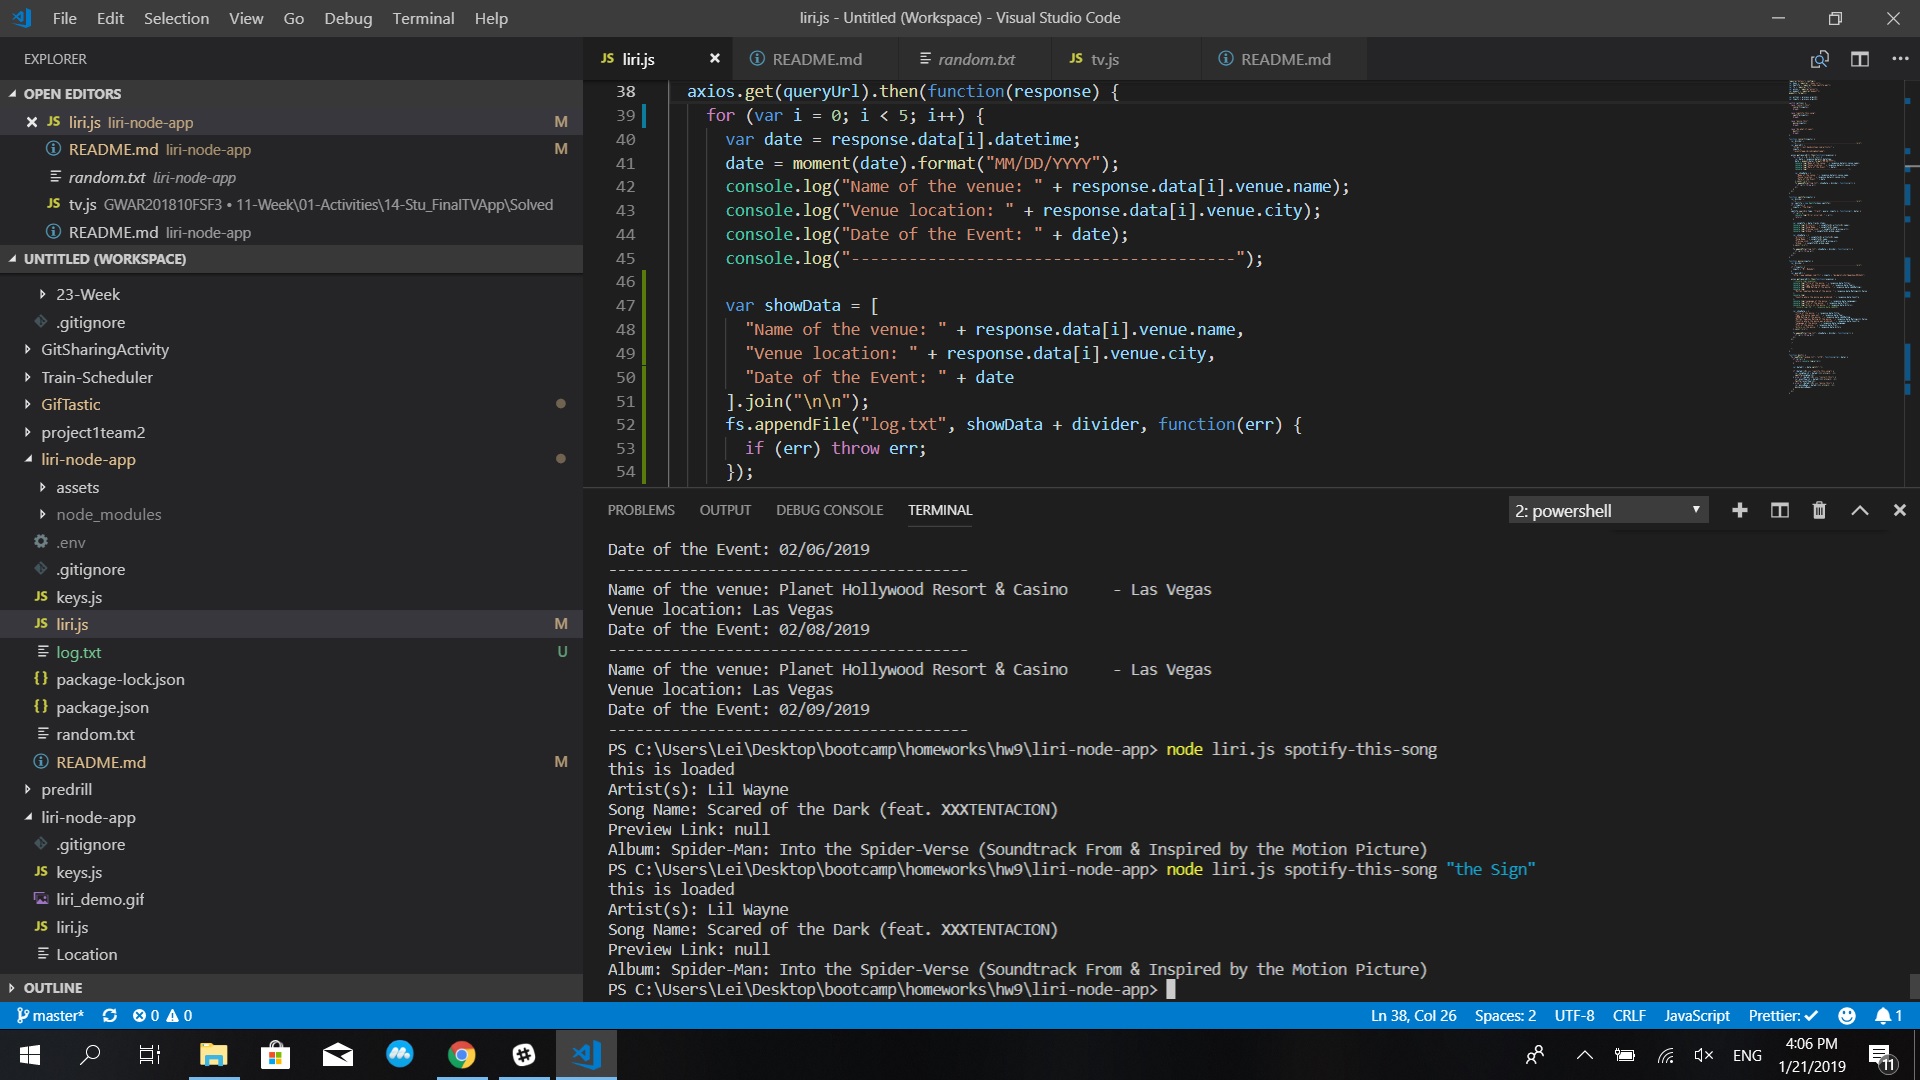 File Edit Selection View Go Debug Terminal Help
liri.js - Untitled (Workspace) - Visual Studio Code
EXPLORER
OPEN EDITORS
JS liri.js liri-node-app M
README.md liri-node-app M
random.txt liri-node-app
JS tv.js GWAR201810FSF3 • 11-Week\01-Activities\14-Stu_FinalTVApp\Solved
README.md liri-node-app
UNTITLED (WORKSPACE)
23-Week
.gitignore
GitSharingActivity
Train-Scheduler
GifTastic
project1team2
liri-node-app
assets
node_modules
.env
.gitignore
JS keys.js
JS liri.js M
log.txt U
{} package-lock.json
{} package.json
random.txt
README.md M
predrill
liri-node-app
.gitignore
JS keys.js
liri_demo.gif
JS liri.js
Location
OUTLINE
JS liri.js
README.md
random.txt
JS tv.js
README.md
38 axios.get(queryUrl).then(function(response) {
39 for (var i = 0; i < 5; i++) {
40 var date = response.data[i].datetime;
41 date = moment(date).format("MM/DD/YYYY");
42 console.log("Name of the venue: " + response.data[i].venue.name);
43 console.log("Venue location: " + response.data[i].venue.city);
44 console.log("Date of the Event: " + date);
45 console.log("----------------------------------------");
46
47 var showData = [
48 "Name of the venue: " + response.data[i].venue.name,
49 "Venue location: " + response.data[i].venue.city,
50 "Date of the Event: " + date
51 ].join("\n\n");
52 fs.appendFile("log.txt", showData + divider, function(err) {
53 if (err) throw err;
54 });
PROBLEMS OUTPUT DEBUG CONSOLE TERMINAL
2: powershell
Date of the Event: 02/06/2019
----------------------------------------
Name of the venue: Planet Hollywood Resort & Casino     - Las Vegas
Venue location: Las Vegas
Date of the Event: 02/08/2019
----------------------------------------
Name of the venue: Planet Hollywood Resort & Casino     - Las Vegas
Venue location: Las Vegas
Date of the Event: 02/09/2019
----------------------------------------
PS C:\Users\Lei\Desktop\bootcamp\homeworks\hw9\liri-node-app> node liri.js spotify-this-song
this is loaded
Artist(s): Lil Wayne
Song Name: Scared of the Dark (feat. XXXTENTACION)
Preview Link: null
Album: Spider-Man: Into the Spider-Verse (Soundtrack From & Inspired by the Motion Picture)
PS C:\Users\Lei\Desktop\bootcamp\homeworks\hw9\liri-node-app> node liri.js spotify-this-song "the Sign"
this is loaded
Artist(s): Lil Wayne
Song Name: Scared of the Dark (feat. XXXTENTACION)
Preview Link: null
Album: Spider-Man: Into the Spider-Verse (Soundtrack From & Inspired by the Motion Picture)
PS C:\Users\Lei\Desktop\bootcamp\homeworks\hw9\liri-node-app>
master* 0 0
Ln 38, Col 26 Spaces: 2 UTF-8 CRLF JavaScript Prettier: ✓ 1
ENG
4:06 PM
1/21/2019
11